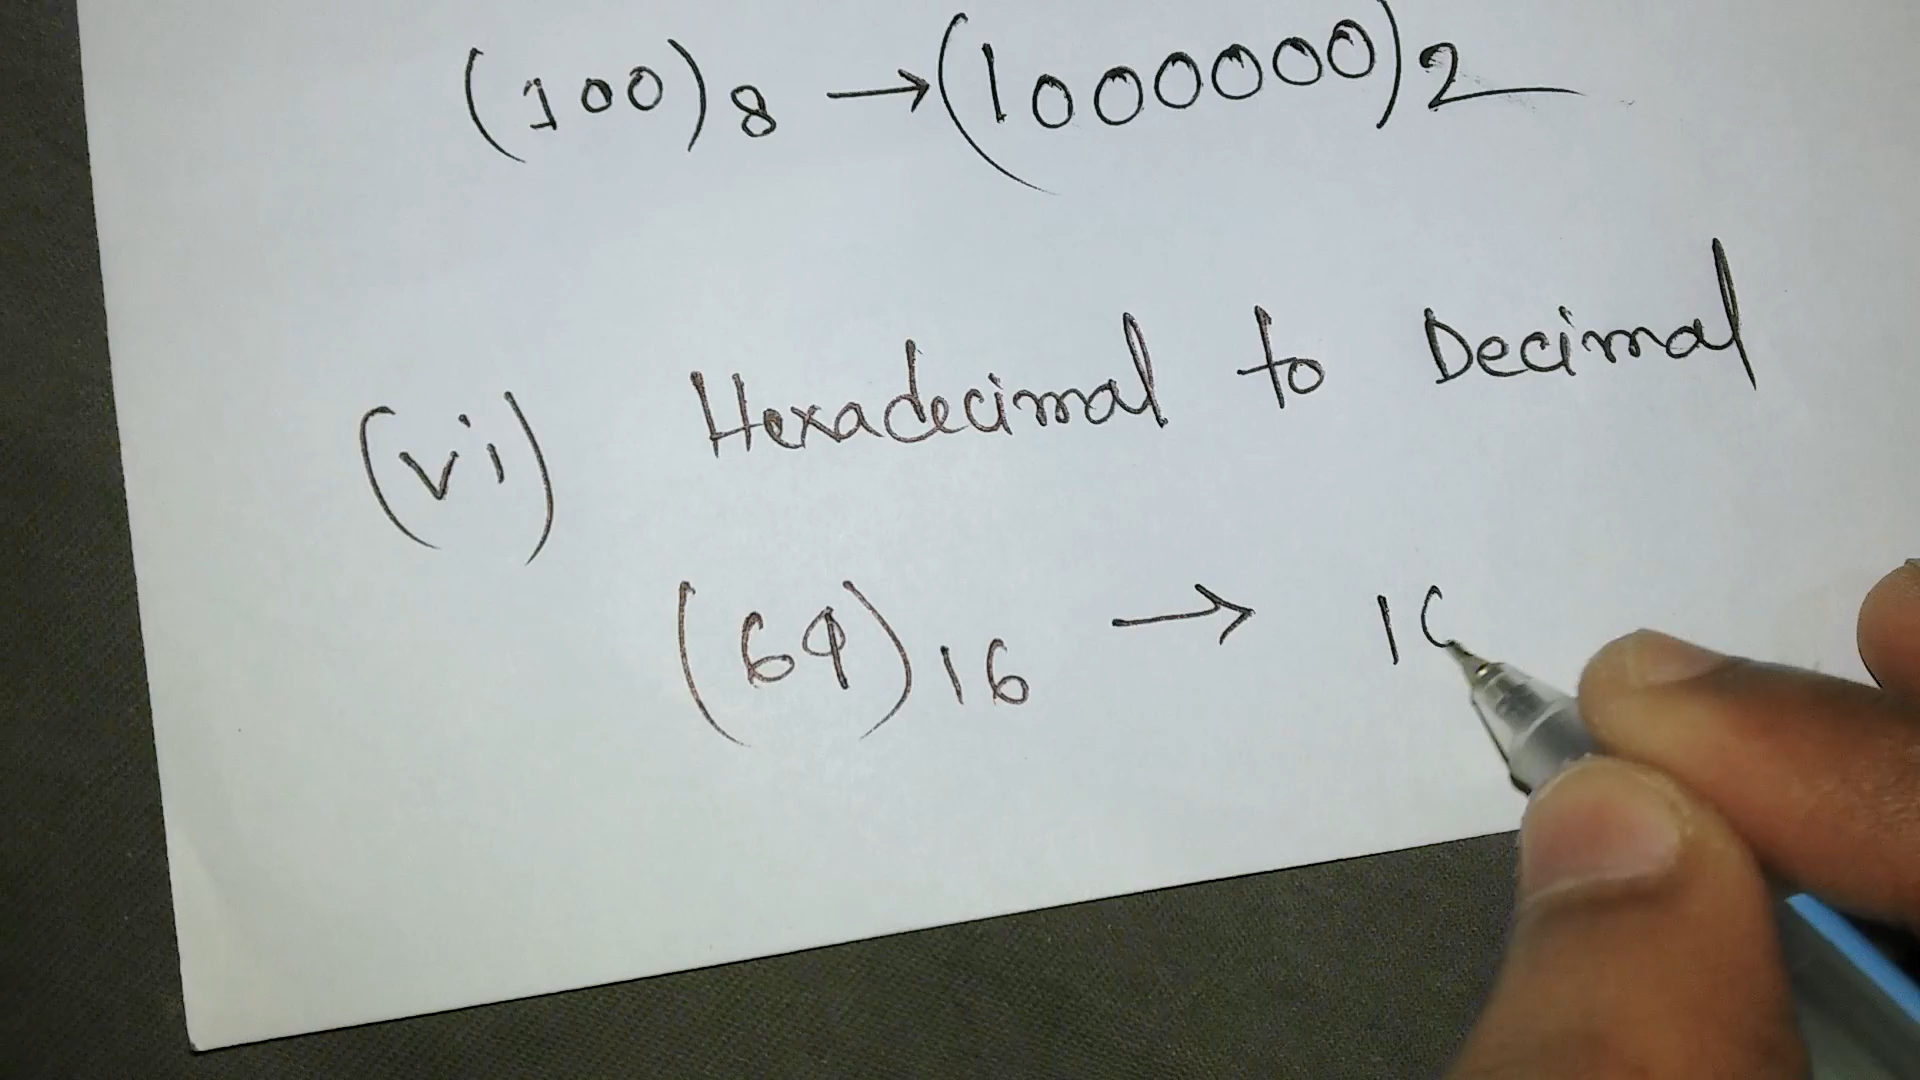 (100)8 → (1000000)2
(vi) Hexadecimal to Decimal
(64)16 → 10